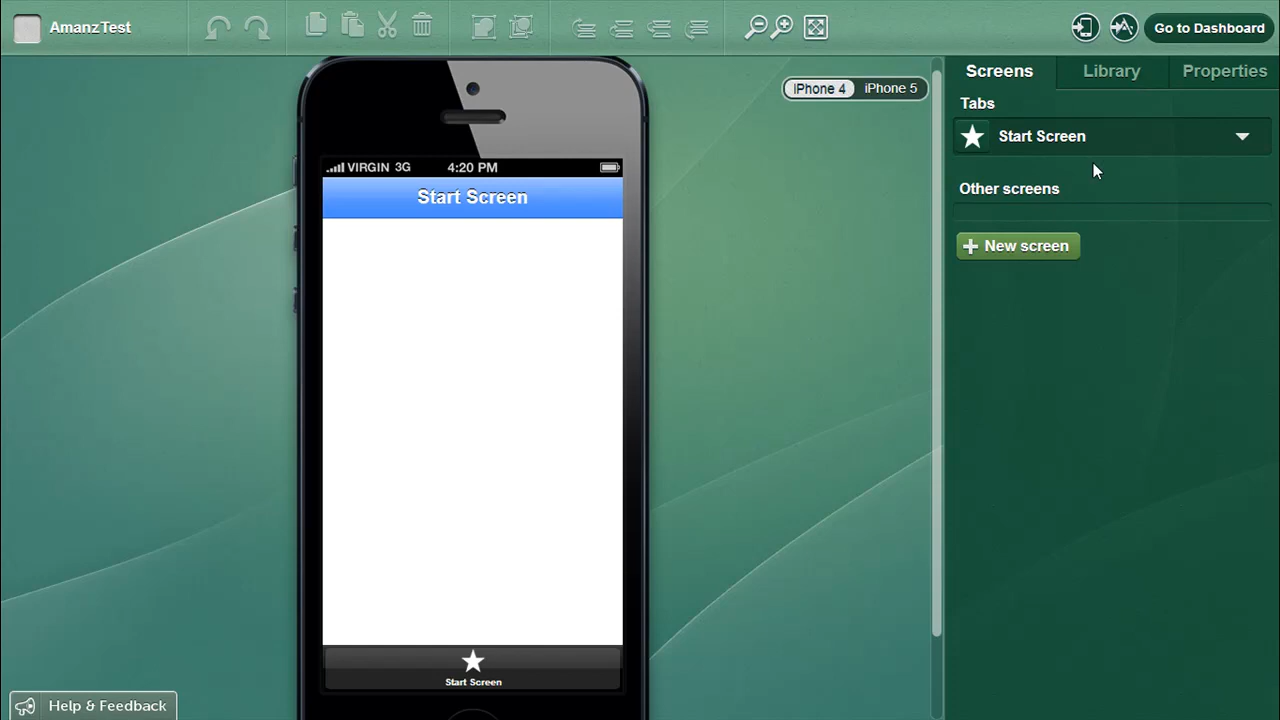 AmanzTest
Go to Dashboard
iPhone 4 iPhone 5
Screens Library Properties
Tabs
Start Screen
Other screens
New screen
VIRGIN 3G 4:20 PM
Start Screen
Start Screen
Help & Feedback